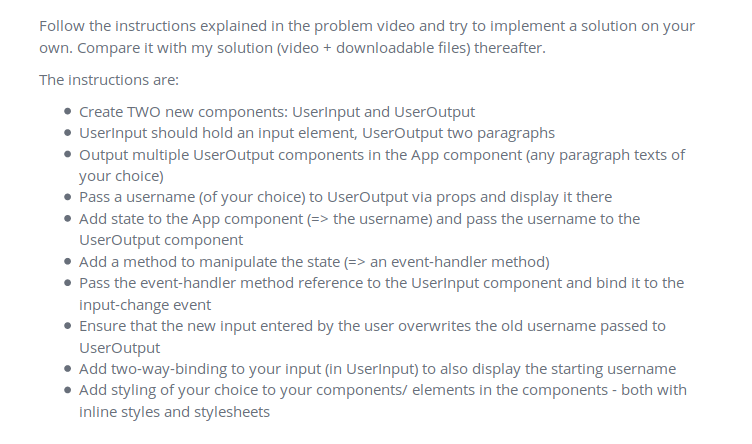 Follow the instructions explained in the problem video and try to implement a solution on your
own. Compare it with my solution (video + downloadable files) thereafter.
The instructions are:
• Create TWO new components: UserInput and UserOutput
• UserInput should hold an input element, UserOutput two paragraphs
• Output multiple UserOutput components in the App component (any paragraph texts of
your choice)
• Pass a username (of your choice) to UserOutput via props and display it there
• Add state to the App component (=> the username) and pass the username to the
UserOutput component
• Add a method to manipulate the state (=> an event-handler method)
• Pass the event-handler method reference to the UserInput component and bind it to the
input-change event
• Ensure that the new input entered by the user overwrites the old username passed to
UserOutput
• Add two-way-binding to your input (in UserInput) to also display the starting username
• Add styling of your choice to your components/ elements in the components - both with
inline styles and stylesheets